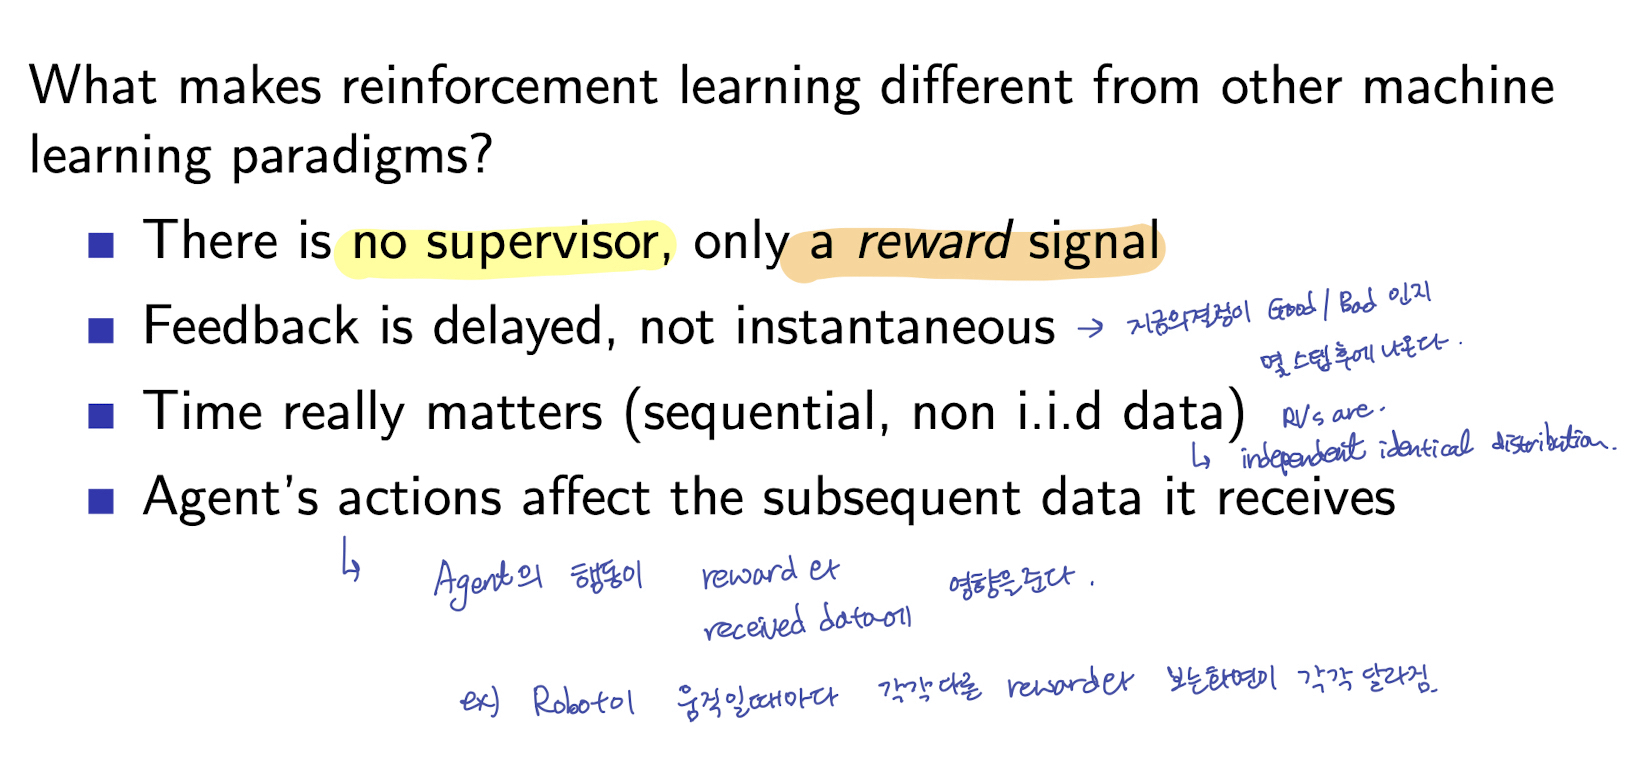 What makes reinforcement learning different from other machine
learning paradigms?
There is no supervisor, only a reward signal
Feedback is delayed, not instantaneous → 지금의결정이 Good / Bad 인지
몇 스텝후에 나온다.
Time really matters (sequential, non i.i.d data) RVs are.
↳ independent identical distribution.
Agent's actions affect the subsequent data it receives
↳ Agent의 행동이 reward와 영향을준다.
received data에
ex) Robot이 움직일때마다 각각다른 reward와 보는화면이 각각 달라짐.